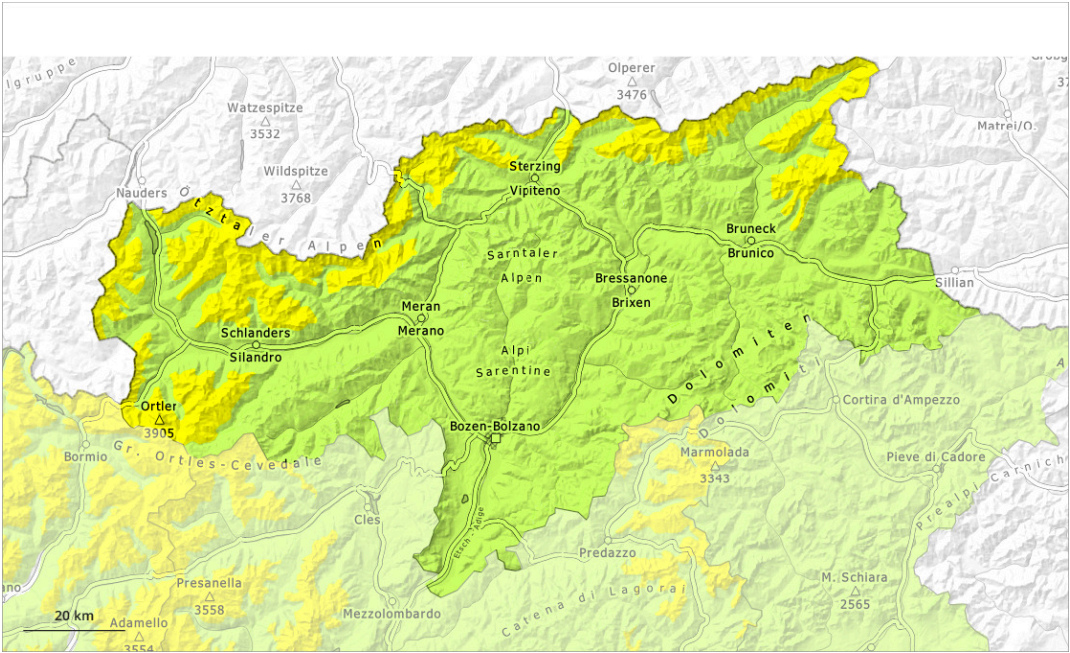 lgruppe
Olperer
3476
Watzespitze
3532
Matrei/O.
Wildspitze
3768
Sterzing
Vipiteno
Nauders
Ötztaler Alpen
Bruneck
Brunico
Sarntaler
Alpen
Bressanone
Brixen
Sillian
Meran
Merano
Schlanders
Silandro
Alpi
Sarentine
Dolomiten
Dolomiti
Ortler
3905
Cortina d'Ampezzo
Bozen-Bolzano
Gr. Ortles-Cevedale
Bormio
Marmolada
3343
Pieve di Cadore
Prealpi Carnich
Cles
Etsch - Adige
Predazzo
Presanella
3558
M. Schiara
2565
ano
Catena di Lagorai
Mezzolombardo
20 km
Adamello
3554